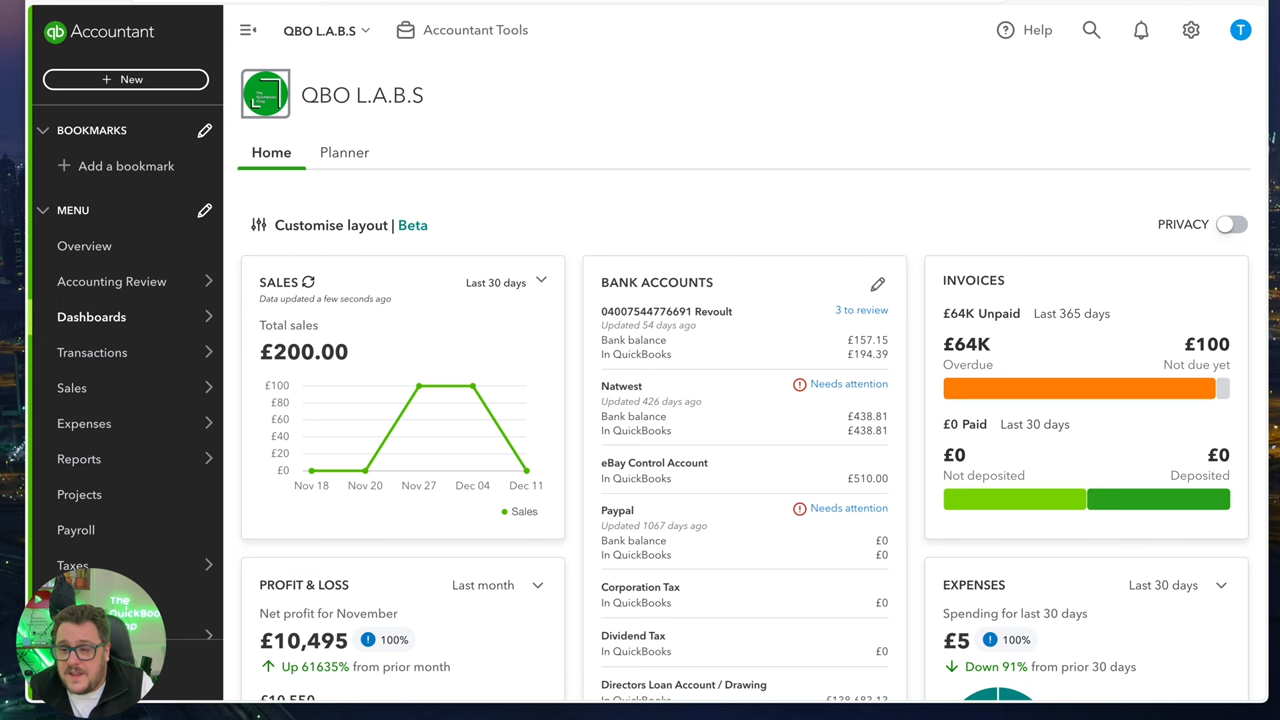 qb Accountant
+ New
BOOKMARKS
+ Add a bookmark
MENU
Overview
Accounting Review
Dashboards
Transactions
Sales
Expenses
Reports
Projects
Payroll
Taxes
The
QuickBooks
QBO L.A.B.S
Accountant Tools
Help
T
QBO L.A.B.S
Home
Planner
Customise layout | Beta
PRIVACY
SALES
Last 30 days
Data updated a few seconds ago
Total sales
£200.00
£100
£80
£60
£40
£20
£0
Nov 18 Nov 20 Nov 27 Dec 04 Dec 11
Sales
PROFIT & LOSS
Last month
Net profit for November
£10,495
100%
Up 61635% from prior month
BANK ACCOUNTS
04007544776691 Revoult
3 to review
Updated 54 days ago
Bank balance £157.15
In QuickBooks £194.39
Natwest
Needs attention
Updated 426 days ago
Bank balance £438.81
In QuickBooks £438.81
eBay Control Account
In QuickBooks £510.00
Paypal
Needs attention
Updated 1067 days ago
Bank balance £0
In QuickBooks £0
Corporation Tax
In QuickBooks £0
Dividend Tax
In QuickBooks £0
Directors Loan Account / Drawing
INVOICES
£64K Unpaid Last 365 days
£64K £100
Overdue Not due yet
£0 Paid Last 30 days
£0 £0
Not deposited Deposited
EXPENSES
Last 30 days
Spending for last 30 days
£5
100%
Down 91% from prior 30 days